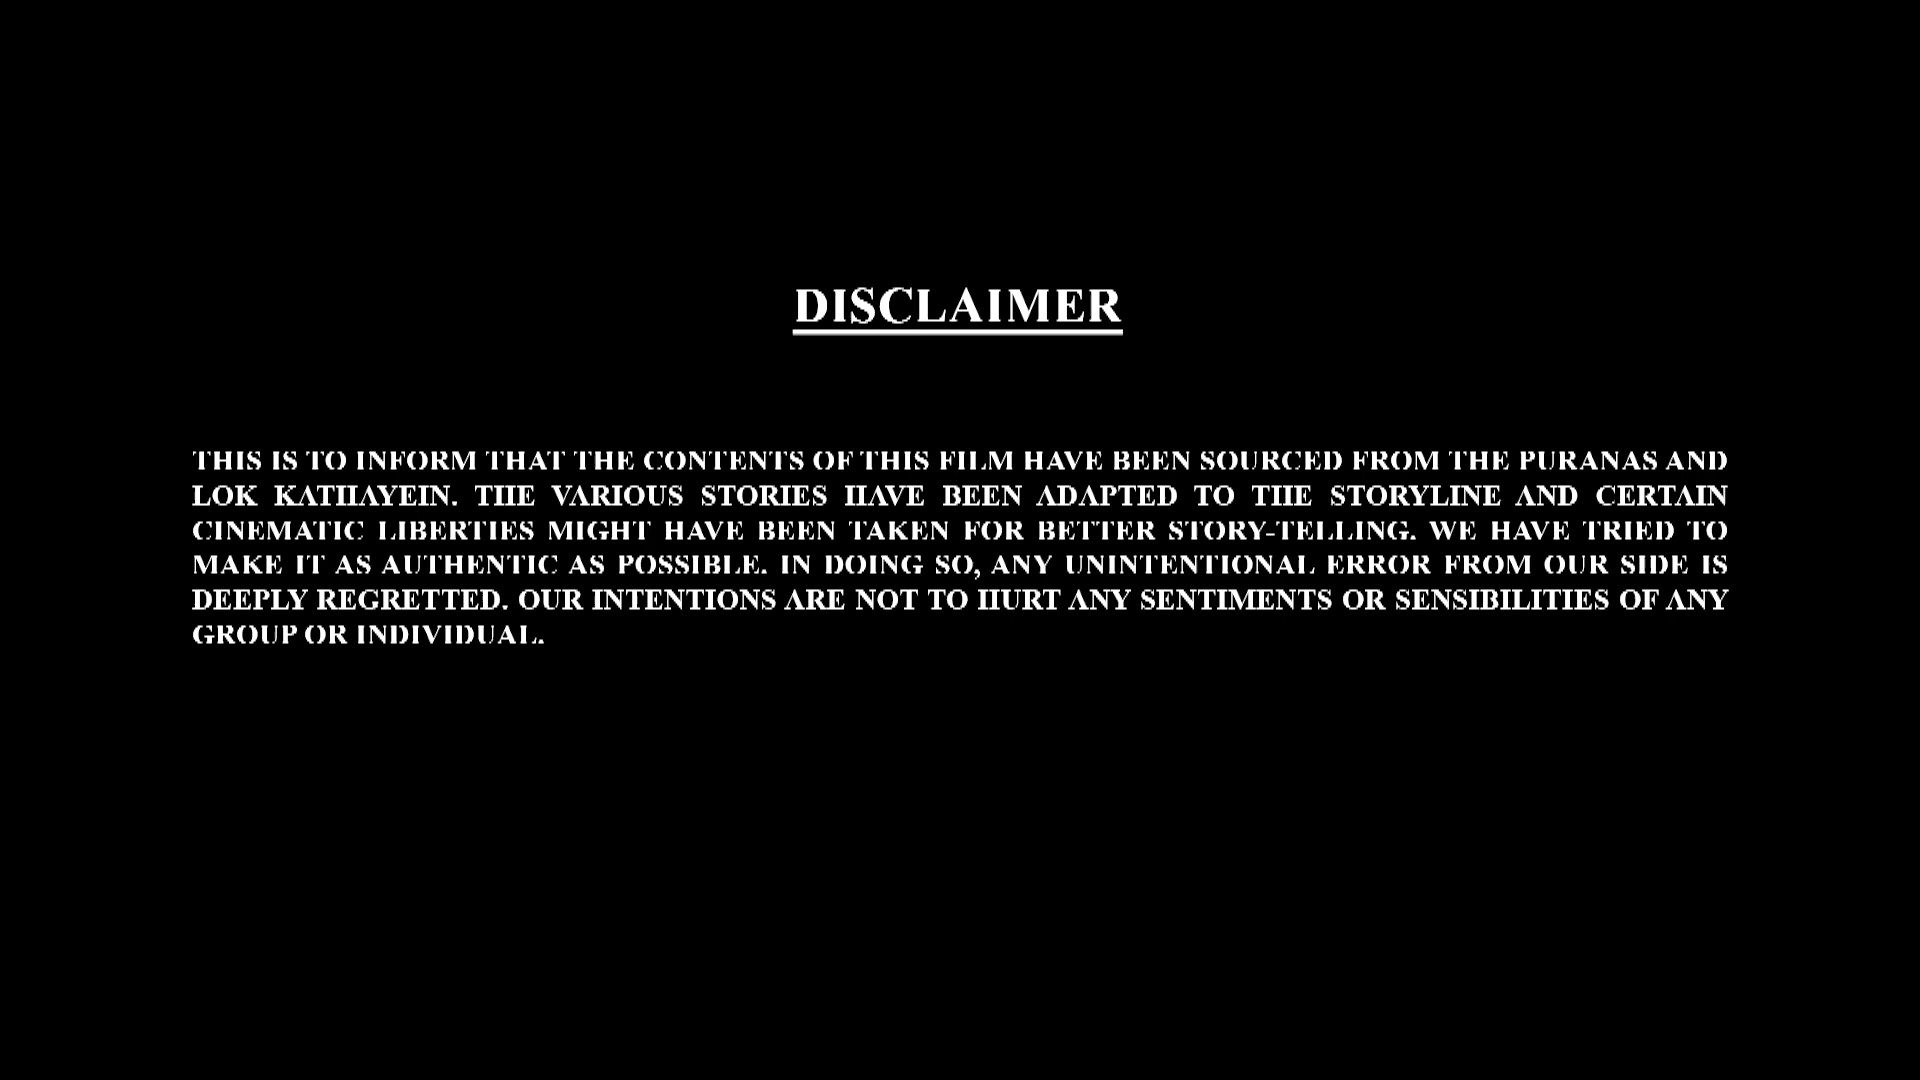 DISCLAIMER
THIS IS TO INFORM THAT THE CONTENTS OF THIS FILM HAVE BEEN SOURCED FROM THE PURANAS AND
LOK KATHAYEIN. THE VARIOUS STORIES HAVE BEEN ADAPTED TO THE STORYLINE AND CERTAIN
CINEMATIC LIBERTIES MIGHT HAVE BEEN TAKEN FOR BETTER STORY-TELLING. WE HAVE TRIED TO
MAKE IT AS AUTHENTIC AS POSSIBLE. IN DOING SO, ANY UNINTENTIONAL ERROR FROM OUR SIDE IS
DEEPLY REGRETTED. OUR INTENTIONS ARE NOT TO HURT ANY SENTIMENTS OR SENSIBILITIES OF ANY
GROUP OR INDIVIDUAL.